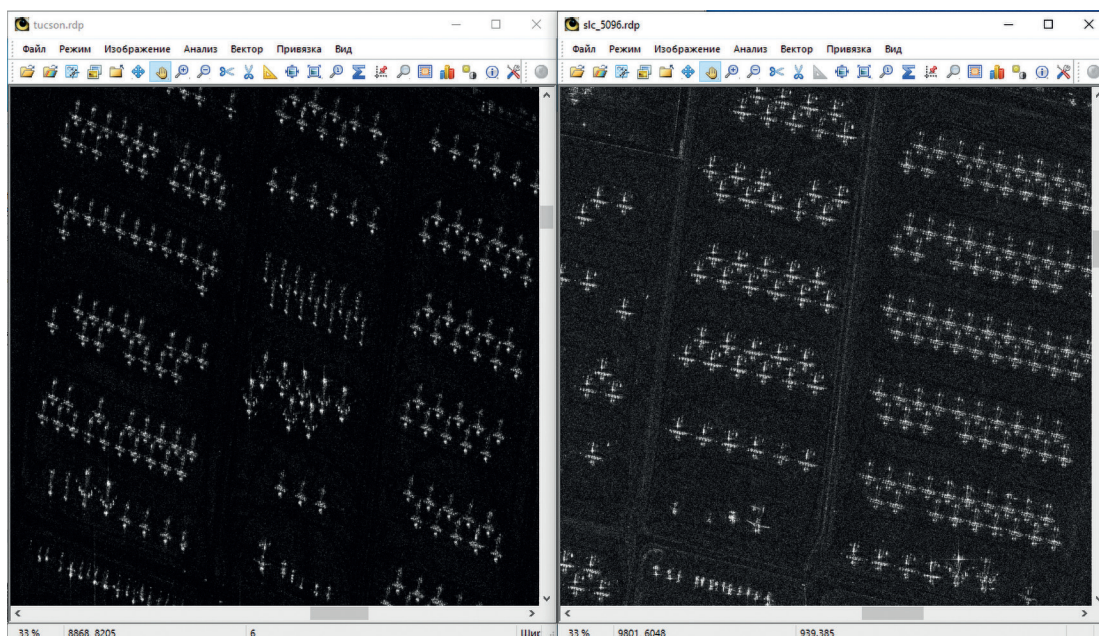 tucson.rdp
Файл Режим Изображение Анализ Вектор Привязка Вид
33 % 8868, 8205 6 Шиг
slc_5096.rdp
Файл Режим Изображение Анализ Вектор Привязка Вид
33 % 9801, 6048 939.385